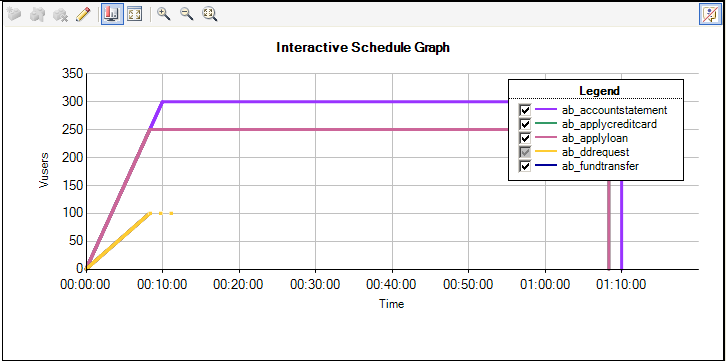 Interactive Schedule Graph
Legend
ab_accountstatement
ab_applycreditcard
ab_applyloan
ab_ddrequest
ab_fundtransfer
Vusers
350
300
250
200
150
100
50
0
00:00:00 00:10:00 00:20:00 00:30:00 00:40:00 00:50:00 01:00:00 01:10:00
Time